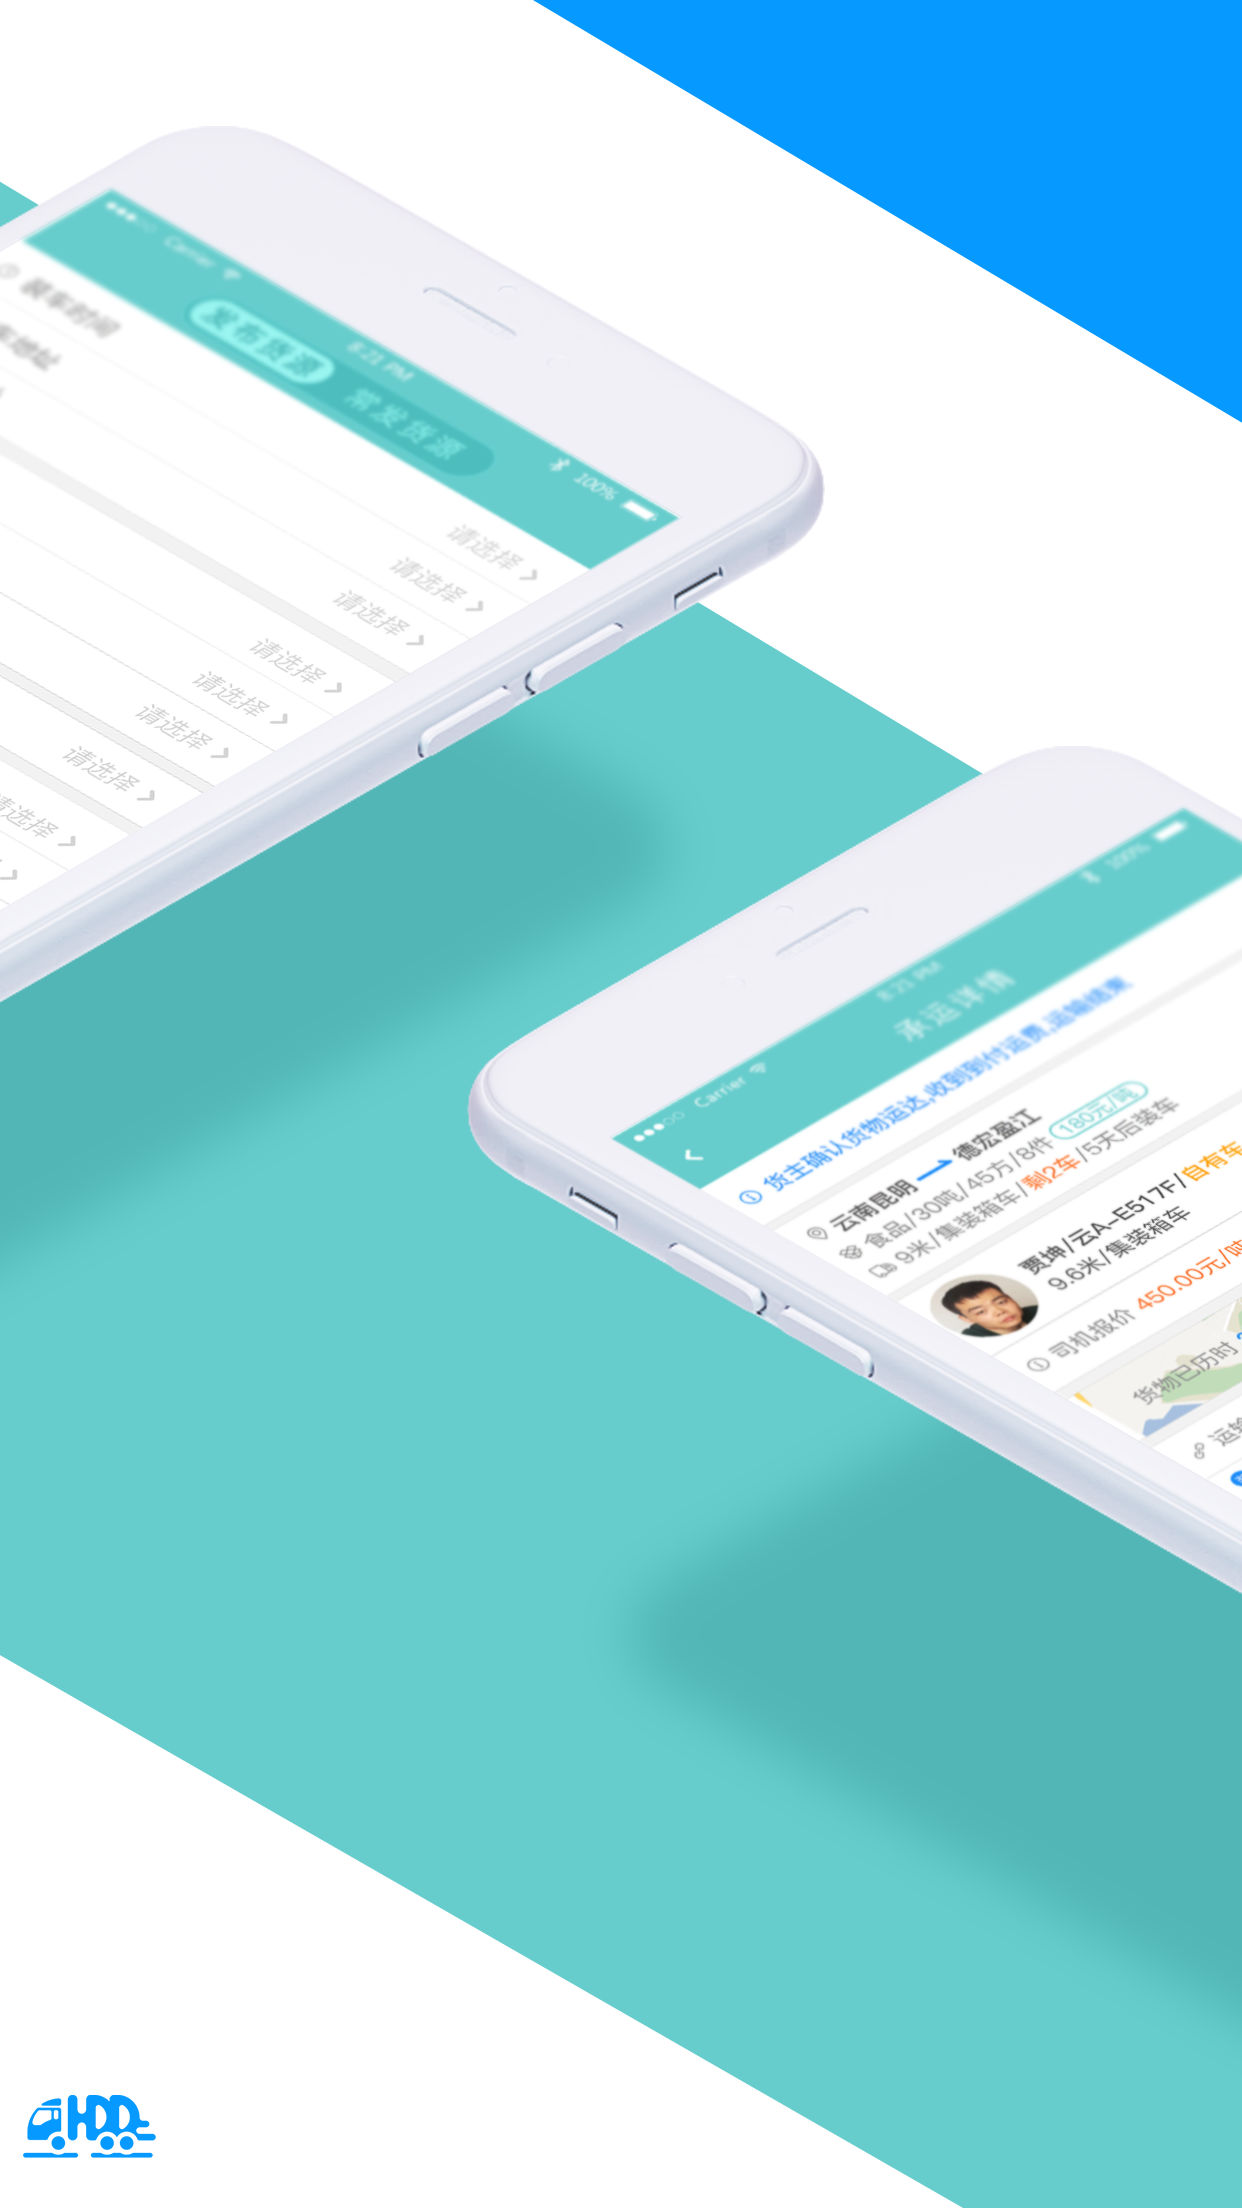 Carrier
8:21 PM
100%
发布货源
常发货源
装车时间
车地址
请选择
请选择
请选择
请选择
请选择
请选择
请选择
请选择
100%
8:21 PM
Carrier
承运详情
货主确认货物运达,收到到付运费,运输结束
云南昆明
德宏盈江
食品/30吨/45方/8件
180元/吨
9米/集装箱车/剩2车/5天后装车
贾坤/云A-E517F/自有车
9.6米/集装箱车
司机报价 450.00元/吨
货物已历时
运输
HDD